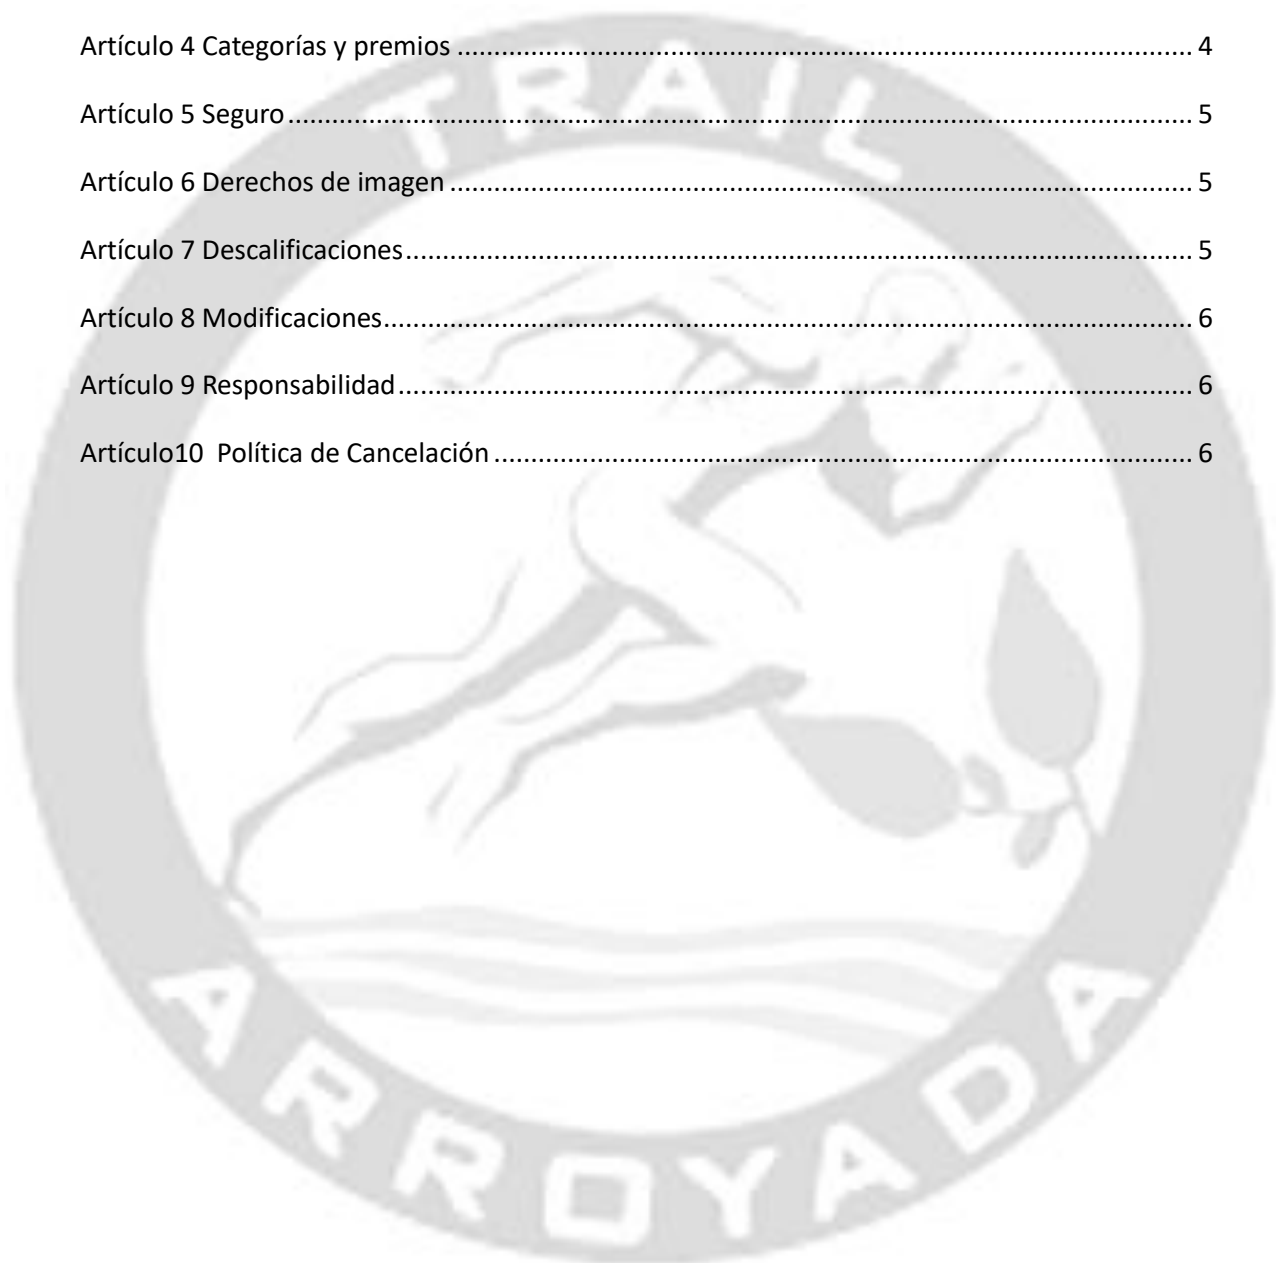 Artículo 4 Categorías y premios ........................................................................................................ 4
Artículo 5 Seguro ........................................................................................................ 5
Artículo 6 Derechos de imagen ........................................................................................................ 5
Artículo 7 Descalificaciones ........................................................................................................ 5
Artículo 8 Modificaciones ........................................................................................................ 6
Artículo 9 Responsabilidad ........................................................................................................ 6
Artículo10  Política de Cancelación ........................................................................................................ 6
TRAIL
ARROYADA